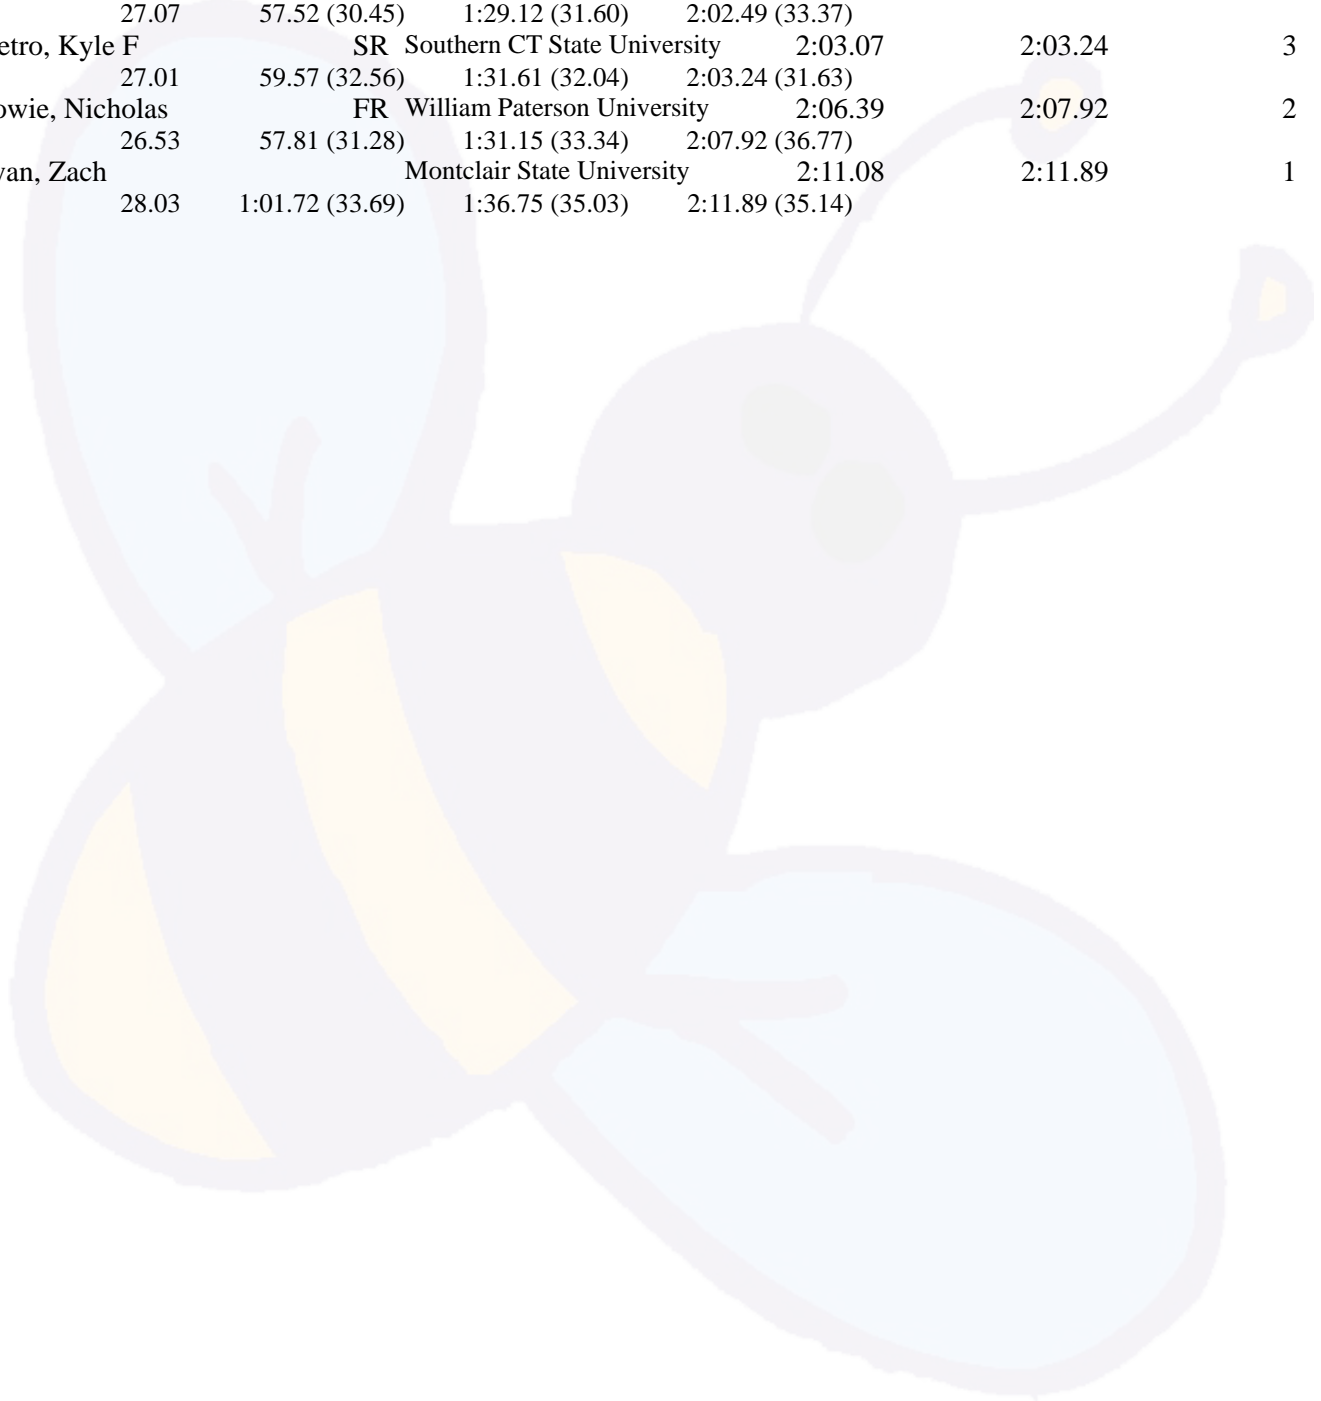 27.07 57.52 (30.45) 1:29.12 (31.60) 2:02.49 (33.37)
etro, Kyle F SR Southern CT State University 2:03.07 2:03.24 3
27.01 59.57 (32.56) 1:31.61 (32.04) 2:03.24 (31.63)
owie, Nicholas FR William Paterson University 2:06.39 2:07.92 2
26.53 57.81 (31.28) 1:31.15 (33.34) 2:07.92 (36.77)
van, Zach Montclair State University 2:11.08 2:11.89 1
28.03 1:01.72 (33.69) 1:36.75 (35.03) 2:11.89 (35.14)